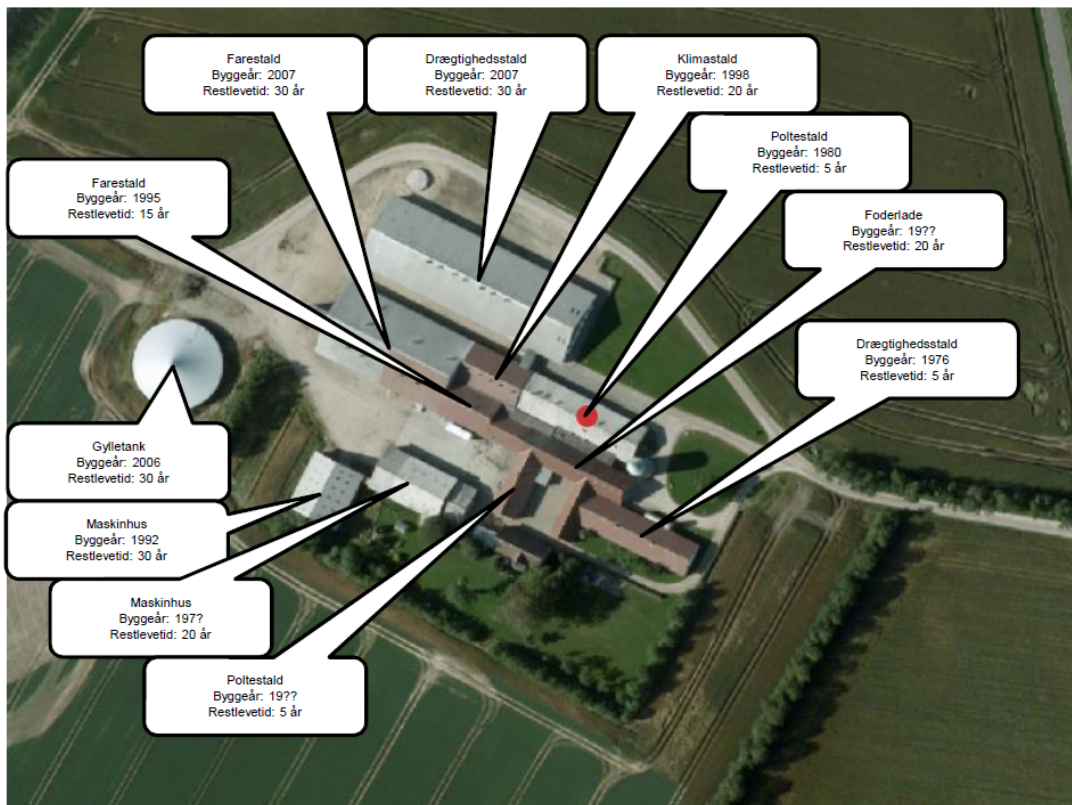 Farestald
Byggeår: 2007
Restlevetid: 30 år
Drægtighedsstald
Byggeår: 2007
Restlevetid: 30 år
Klimastald
Byggeår: 1998
Restlevetid: 20 år
Poltestald
Byggeår: 1980
Restlevetid: 5 år
Farestald
Byggeår: 1995
Restlevetid: 15 år
Foderlade
Byggeår: 19??
Restlevetid: 20 år
Drægtighedsstald
Byggeår: 1976
Restlevetid: 5 år
Gylletank
Byggeår: 2006
Restlevetid: 30 år
Maskinhus
Byggeår: 1992
Restlevetid: 30 år
Maskinhus
Byggeår: 197?
Restlevetid: 20 år
Poltestald
Byggeår: 19??
Restlevetid: 5 år